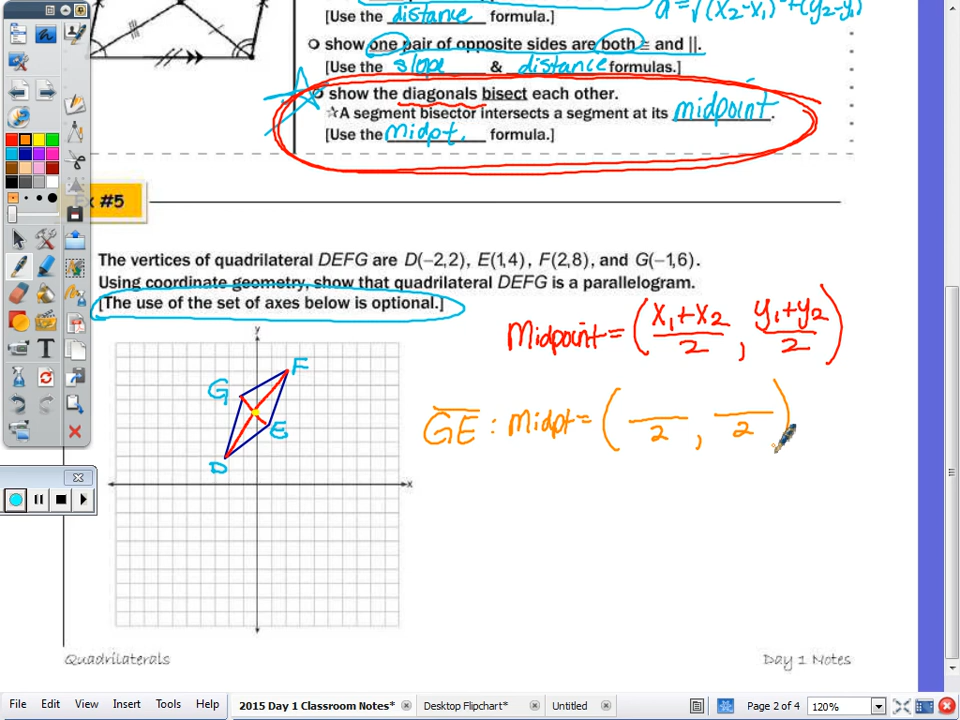 d = √(x₂-x₁)² + (y₂-y₁)
[Use the distance formula.]
show one pair of opposite sides are both ≅ and ||.
[Use the slope & distance formulas.]
show the diagonals bisect each other.
☆A segment bisector intersects a segment at its midpoint.
[Use the midpt. formula.]
Ex #5
The vertices of quadrilateral DEFG are D(−2,2), E(1,4), F(2,8), and G(−1,6).
Using coordinate geometry, show that quadrilateral DEFG is a parallelogram.
[The use of the set of axes below is optional.]
Midpoint = (x₁+x₂/2, y₁+y₂/2)
y
F
G
E
D
x
GE : Midpt = ( /2, /2)
Quadrilaterals Day 1 Notes
File Edit View Insert Tools Help 2015 Day 1 Classroom Notes* Desktop Flipchart* Untitled Page 2 of 4 120%